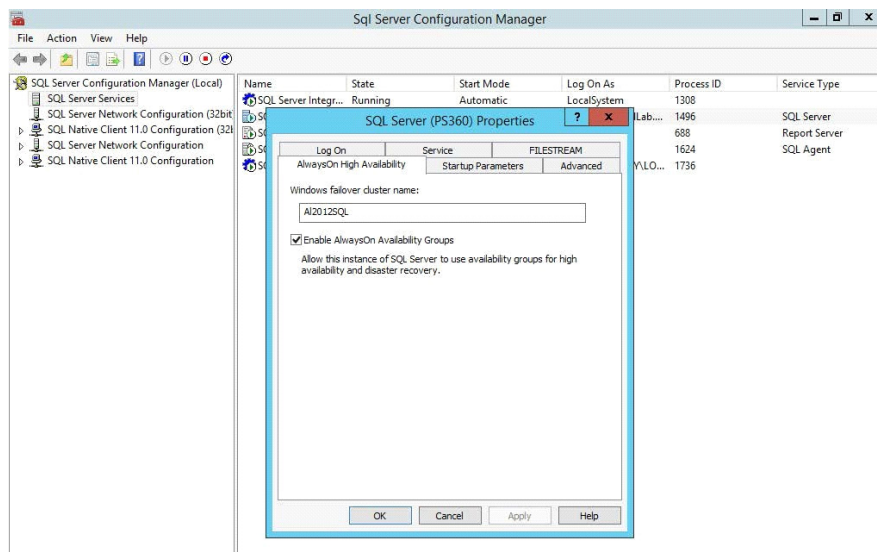 Sql Server Configuration Manager
File Action View Help
SQL Server Configuration Manager (Local)
SQL Server Services
SQL Server Network Configuration (32bit
SQL Native Client 11.0 Configuration (32b
SQL Server Network Configuration
SQL Native Client 11.0 Configuration
Name State Start Mode Log On As Process ID Service Type
SQL Server Integr... Running Automatic LocalSystem 1308
ILab.... 1496 SQL Server
688 Report Server
1624 SQL Agent
Y\LO... 1736
SQL Server (PS360) Properties
Log On Service FILESTREAM
AlwaysOn High Availability Startup Parameters Advanced
Windows failover cluster name:
Al2012SQL
Enable AlwaysOn Availability Groups
Allow this instance of SQL Server to use availability groups for high
availability and disaster recovery.
OK Cancel Apply Help